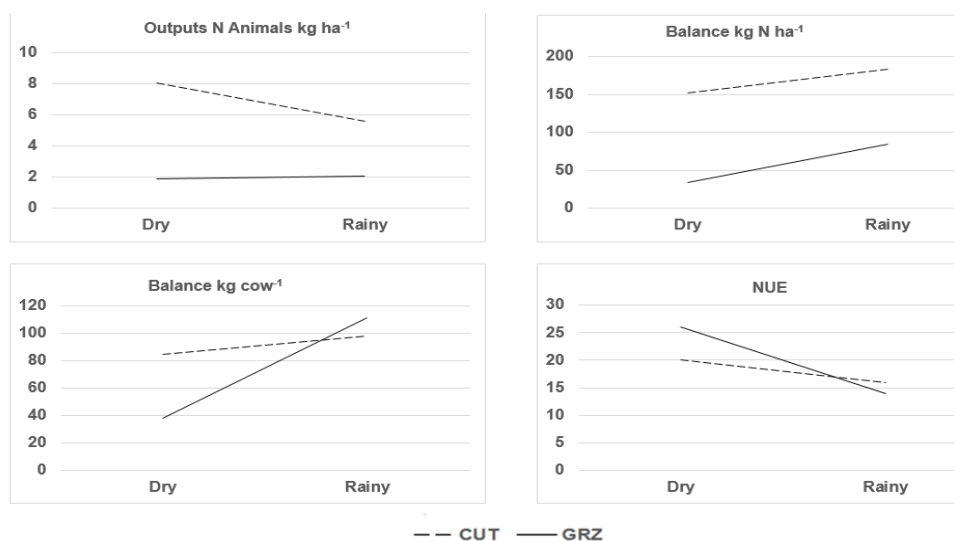 Outputs N Animals kg ha⁻¹
10
8
6
4
2
0
Dry Rainy
Balance kg N ha⁻¹
200
150
100
50
0
Dry Rainy
Balance kg cow⁻¹
120
100
80
60
40
20
0
Dry Rainy
NUE
30
25
20
15
10
5
0
Dry Rainy
CUT GRZ